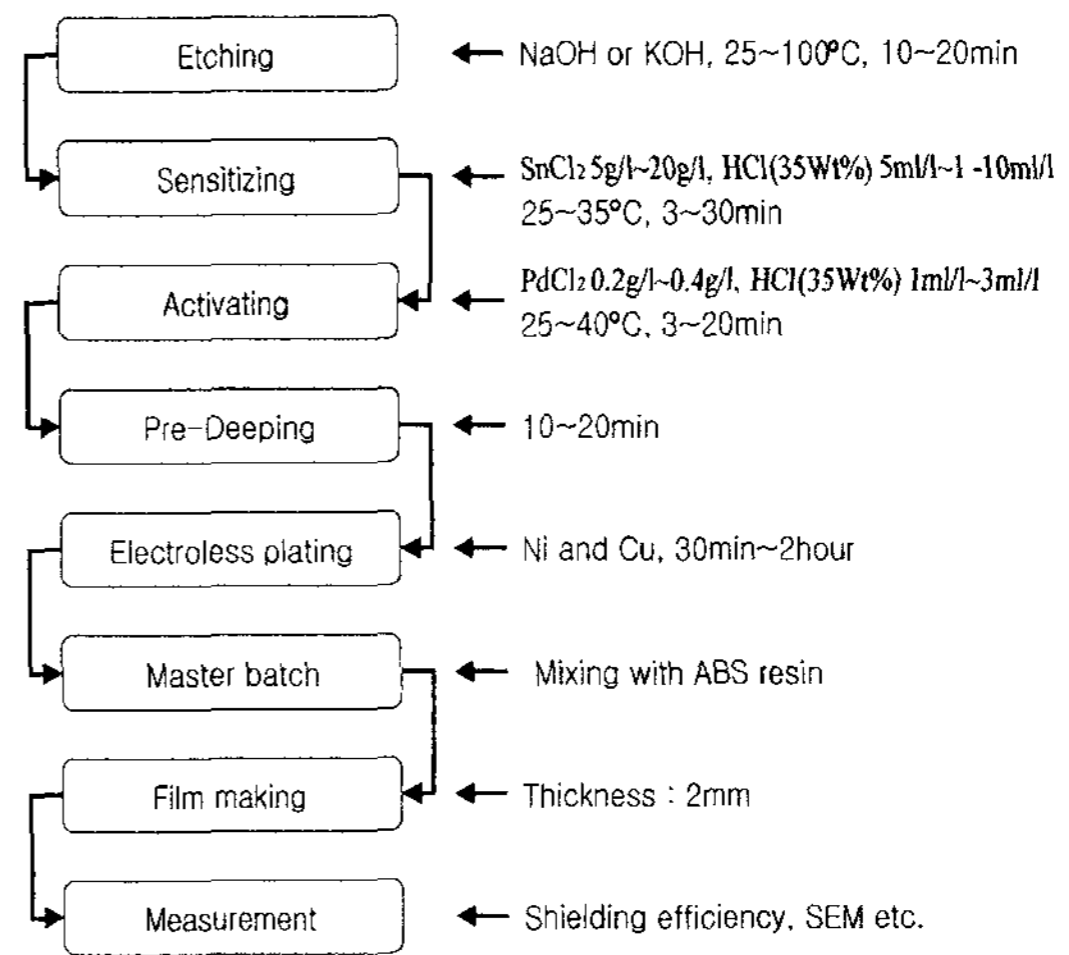 Etching
NaOH or KOH, 25~100°C, 10~20min
Sensitizing
SnCl₂ 5g/l~20g/l, HCl(35Wt%) 5ml/l~1 -10ml/l
25~35°C, 3~30min
Activating
PdCl₂ 0.2g/l~0.4g/l, HCl(35Wt%) 1ml/l~3ml/l
25~40°C, 3~20min
Pre-Deeping
10~20min
Electroless plating
Ni and Cu, 30min~2hour
Master batch
Mixing with ABS resin
Film making
Thickness : 2mm
Measurement
Shielding efficiency, SEM etc.